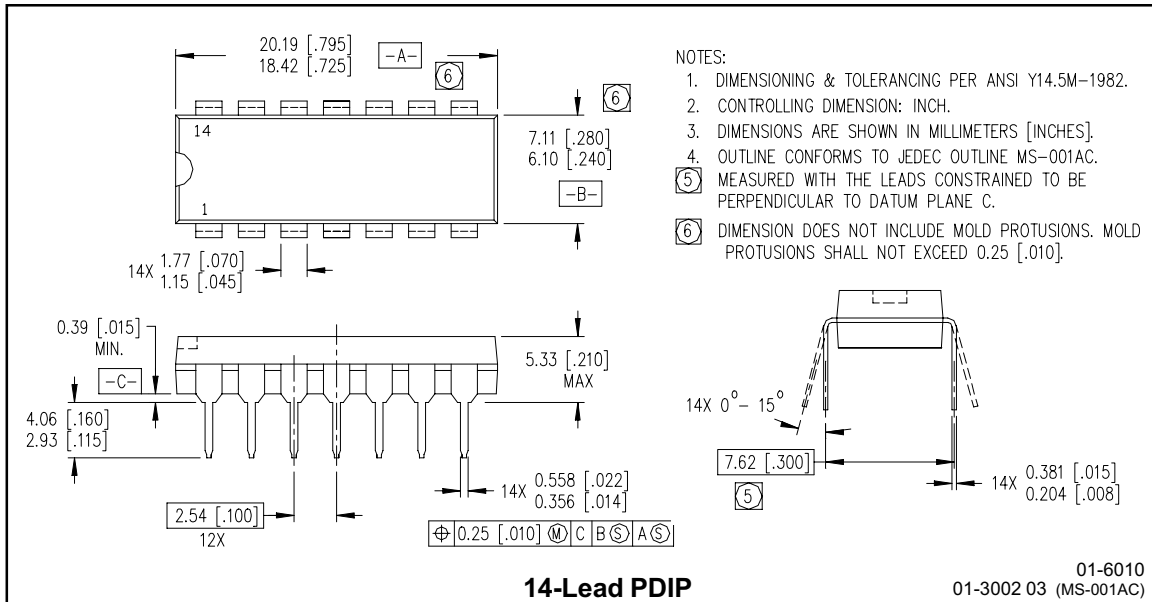 20.19 [.795]
18.42 [.725]
-A-
6
6
14
1
7.11 [.280]
6.10 [.240]
-B-
14X 1.77 [.070]
1.15 [.045]
NOTES:
1. DIMENSIONING & TOLERANCING PER ANSI Y14.5M-1982.
2. CONTROLLING DIMENSION: INCH.
3. DIMENSIONS ARE SHOWN IN MILLIMETERS [INCHES].
4. OUTLINE CONFORMS TO JEDEC OUTLINE MS-001AC.
5 MEASURED WITH THE LEADS CONSTRAINED TO BE
PERPENDICULAR TO DATUM PLANE C.
6 DIMENSION DOES NOT INCLUDE MOLD PROTUSIONS. MOLD
PROTUSIONS SHALL NOT EXCEED 0.25 [.010].
0.39 [.015]
MIN.
-C-
4.06 [.160]
2.93 [.115]
5.33 [.210]
MAX
2.54 [.100]
12X
14X 0.558 [.022]
0.356 [.014]
⌖ 0.25 [.010] Ⓜ C B Ⓢ A Ⓢ
14X 0°- 15°
7.62 [.300]
5
14X 0.381 [.015]
0.204 [.008]
14-Lead PDIP
01-6010
01-3002 03 (MS-001AC)